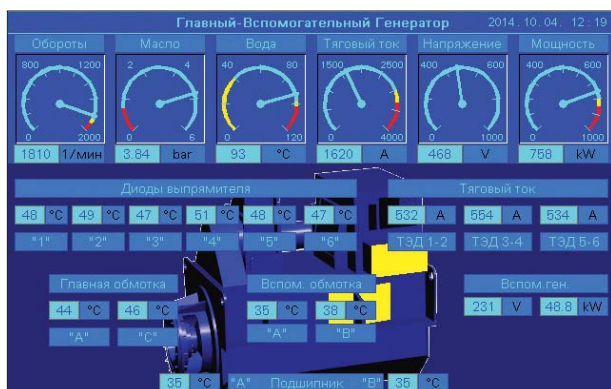 Главный-Вспомогательный Генератор 2014.10.04. 12:19
Обороты Масло Вода Тяговый ток Напряжение Мощность
800 1200 2 4 40 80 1500 2500 400 600 400 600
0 2000 0 6 120 0 4000 0 1000
1810 1/мин 3.84 bar 93 °C 1620 A 468 V 758 kW
Диоды выпрямителя Тяговый ток
48 °C 49 °C 47 °C 51 °C 48 °C 47 °C 532 A 554 A 534 A
"1" "2" "3" "4" "5" "6" ТЭД 1-2 ТЭД 3-4 ТЭД 5-6
Главная обмотка Вспом. обмотка Вспом.ген.
44 °C 46 °C 35 °C 38 °C 231 V 48.8 kW
"A" "C" "A" "B"
35 °C "A" Подшипник "B" 35 °C